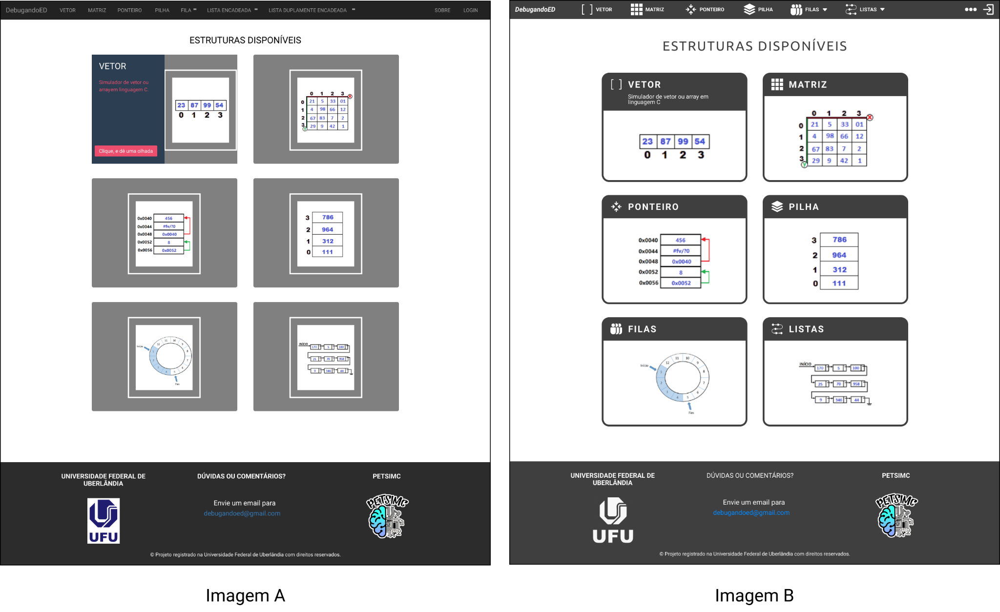 DebugandoED VETOR MATRIZ PONTEIRO PILHA FILA LISTA ENCADEADA LISTA DUPLAMENTE ENCADEADA SOBRE LOGIN
ESTRUTURAS DISPONÍVEIS
VETOR
Simulador de vetor ou
arrayem linguagem C.
Clique, e dê uma olhada
23 87 99 54
0 1 2 3
0 1 2 3 X
0 21 5 33 01
1 4 98 66 12
2 67 83 7 2
3 29 9 42 1
Y
0x0040 456
0x0044 #fv/?0
0x0048 0x0040
0x0052 8
0x0056 0x0052
3 786
2 964
1 312
0 111
Início
1 2 3 4 5 6 7 8 9 10 11 12
Fim
INÍCIO
170 5 100
25 70 958
9 346 44
UNIVERSIDADE FEDERAL DE
UBERLÂNDIA
UFU
DÚVIDAS OU COMENTÁRIOS?
Envie um email para
debugandoed@gmail.com
PETSIMC
PETSIMC
© Projeto registrado na Universidade Federal de Uberlândia com direitos reservados.
Imagem A
DebugandoED [ ] VETOR MATRIZ PONTEIRO PILHA FILAS LISTAS
ESTRUTURAS DISPONÍVEIS
[ ] VETOR
Simulador de vetor ou array em
linguagem C
23 87 99 54
0 1 2 3
MATRIZ
0 1 2 3 X
0 21 5 33 01
1 4 98 66 12
2 67 83 7 2
3 29 9 42 1
Y
PONTEIRO
0x0040 456
0x0044 #fv/?0
0x0048 0x0040
0x0052 8
0x0056 0x0052
PILHA
3 786
2 964
1 312
0 111
FILAS
Início
1 2 3 4 5 6 7 8 9 10 11 12
Fim
LISTAS
INÍCIO
170 5 100
25 70 958
9 346 44
UNIVERSIDADE FEDERAL DE
UBERLÂNDIA
UFU
DÚVIDAS OU COMENTÁRIOS?
Envie um email para
debugandoed@gmail.com
PETSIMC
PETSIMC
© Projeto registrado na Universidade Federal de Uberlândia com direitos reservados.
Imagem B